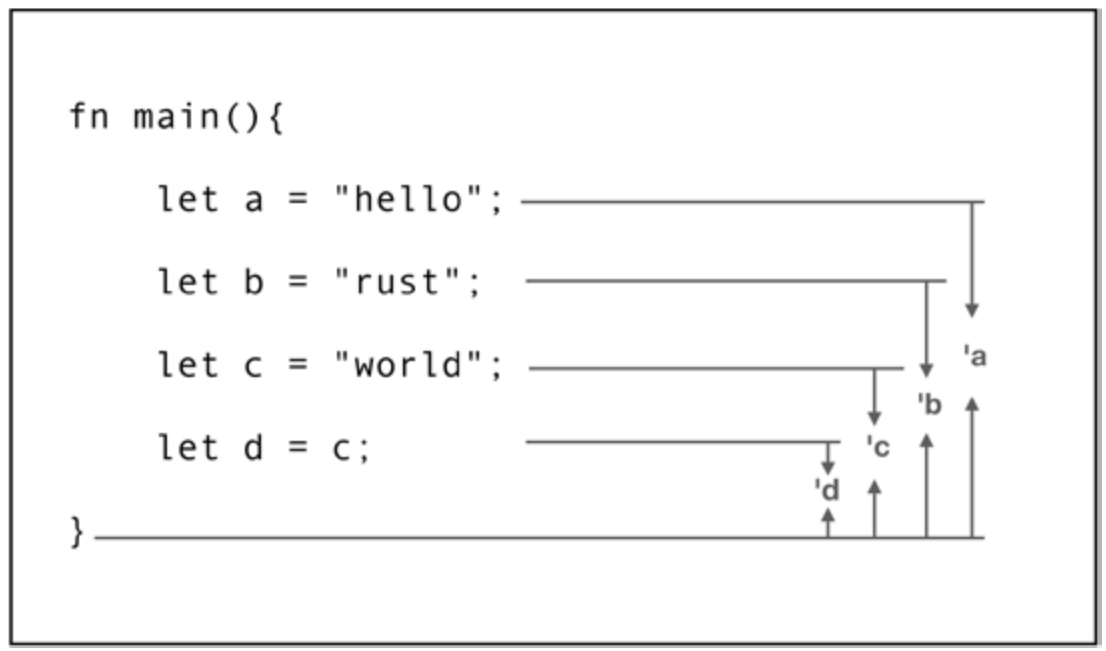 fn main(){
let a = "hello";
let b = "rust";
let c = "world";
let d = c;
}
'a
'b
'c
'd